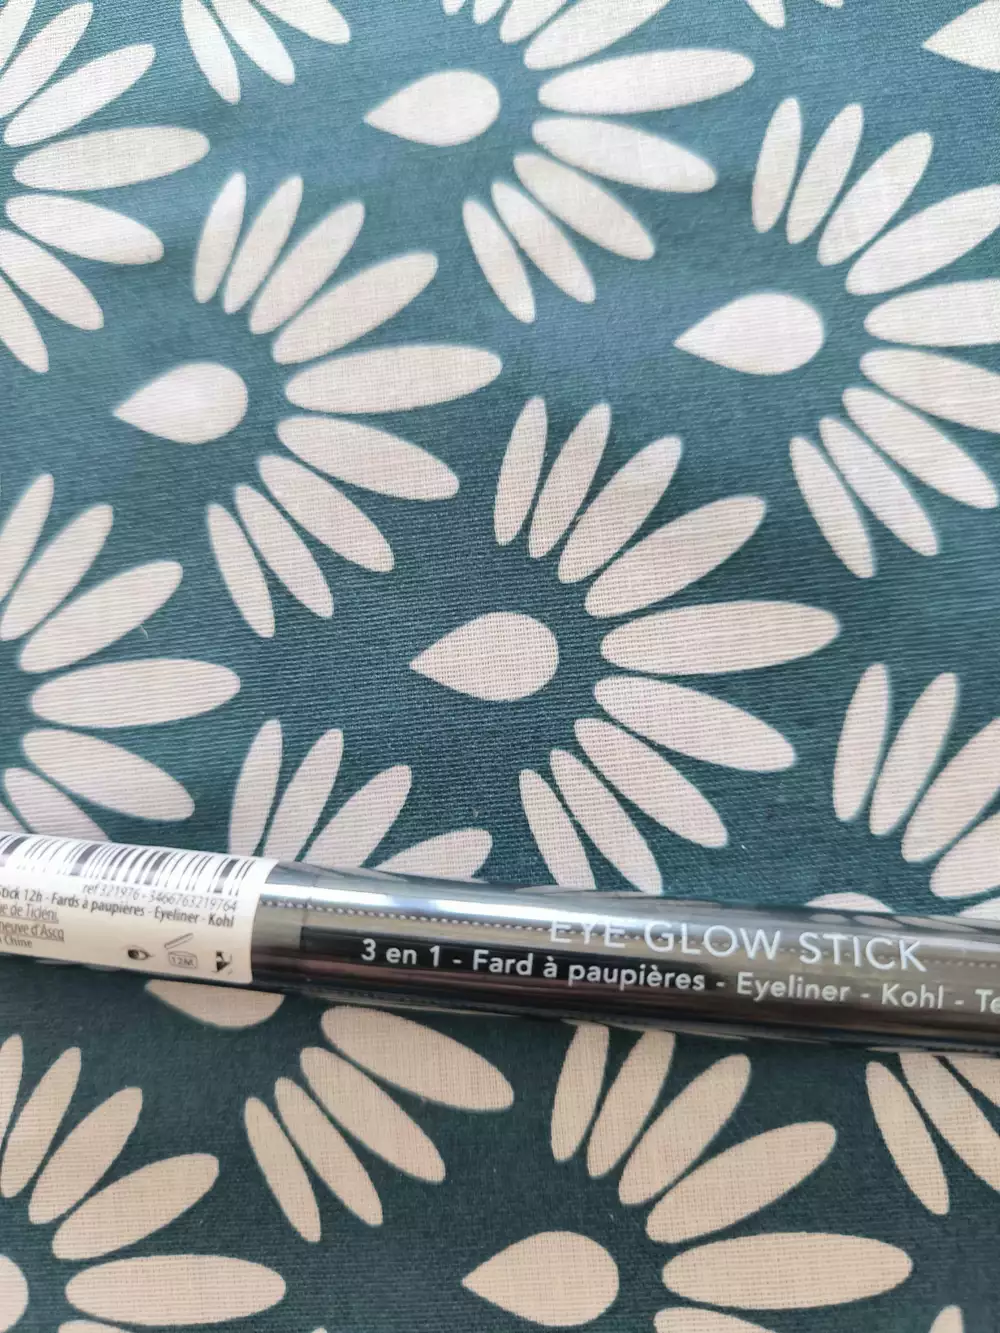 Stick 12h - Fards à paupières - Eyeliner - Kohl
ref 321976 - 3466763219764
12M
EYE GLOW STICK
3 en 1 - Fard à paupières - Eyeliner - Kohl -